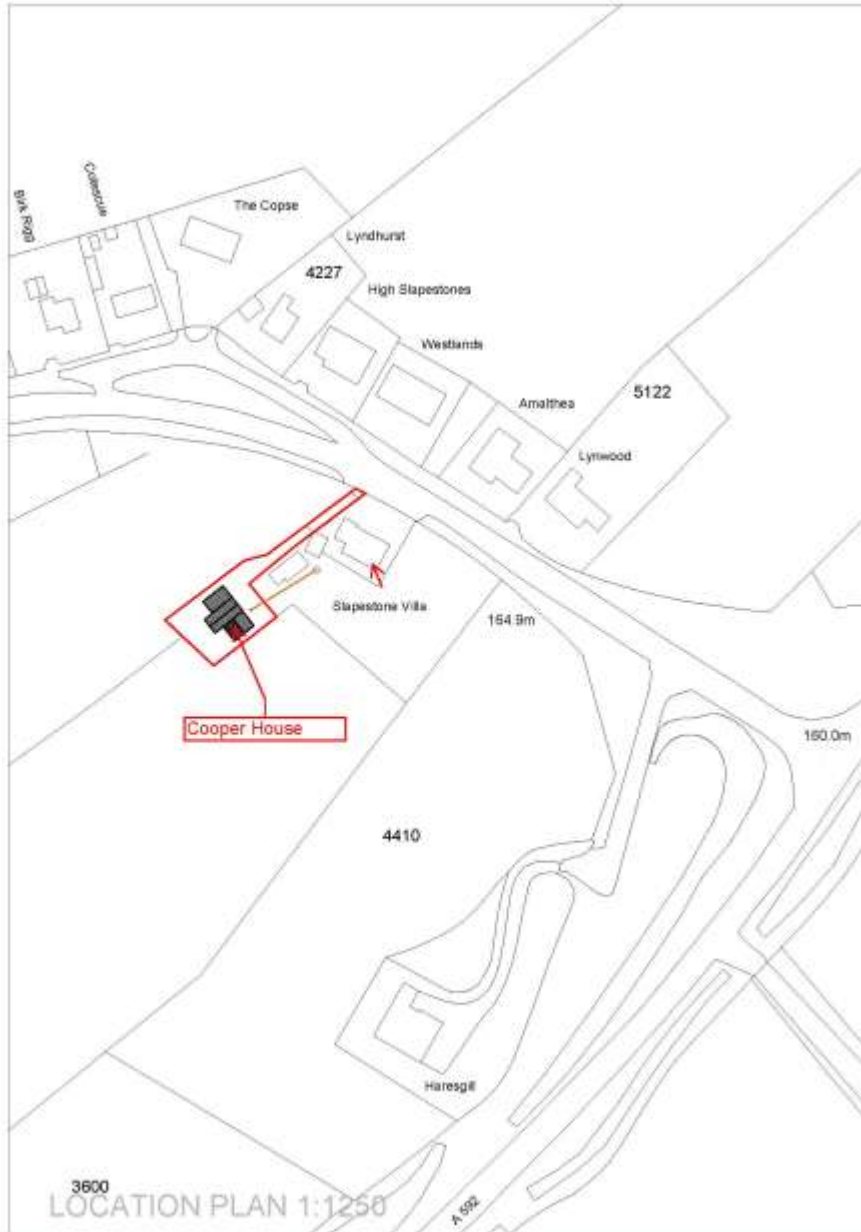 Birk Rigg
Colescue
The Copse
Lyndhurst
4227
High Slapestones
Westlands
5122
Amalthea
Lynwood
Slapestone Villa
164.9m
Cooper House
160.0m
4410
Haresgill
3600
LOCATION PLAN 1:1250
A 592